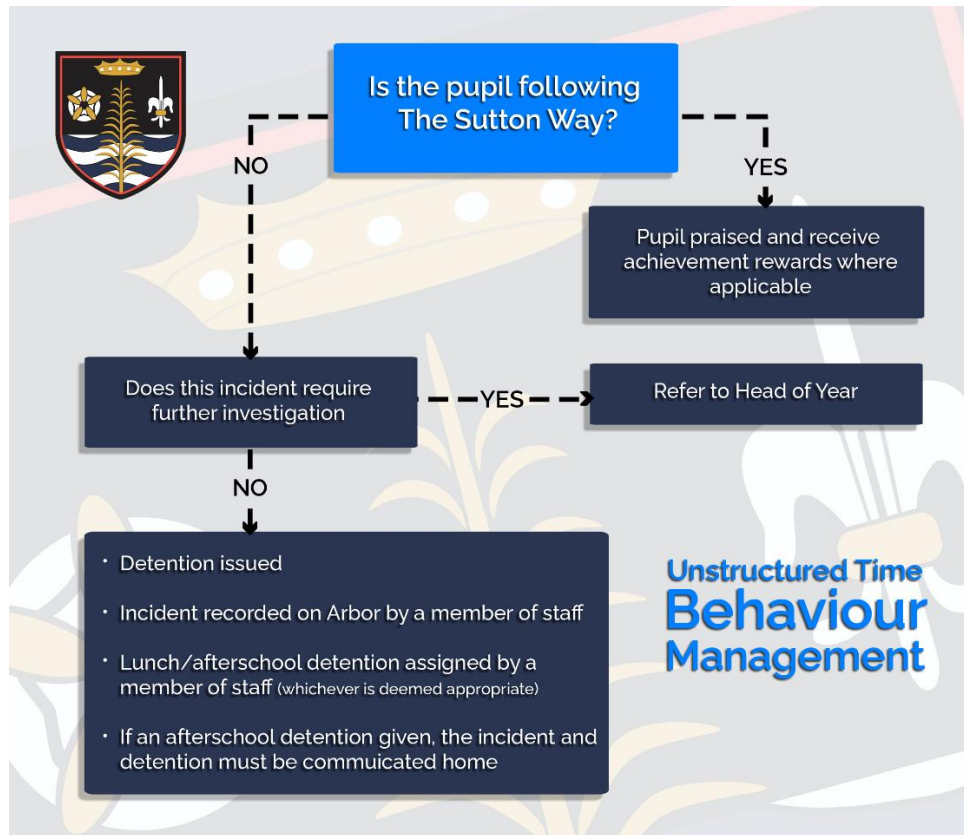 Is the pupil following
The Sutton Way?
NO
YES
Pupil praised and receive
achievement rewards where
applicable
Does this incident require
further investigation
YES
Refer to Head of Year
NO
· Detention issued
· Incident recorded on Arbor by a member of staff
· Lunch/afterschool detention assigned by a
member of staff (whichever is deemed appropriate)
· If an afterschool detention given, the incident and
detention must be commuicated home
Unstructured Time
Behaviour
Management